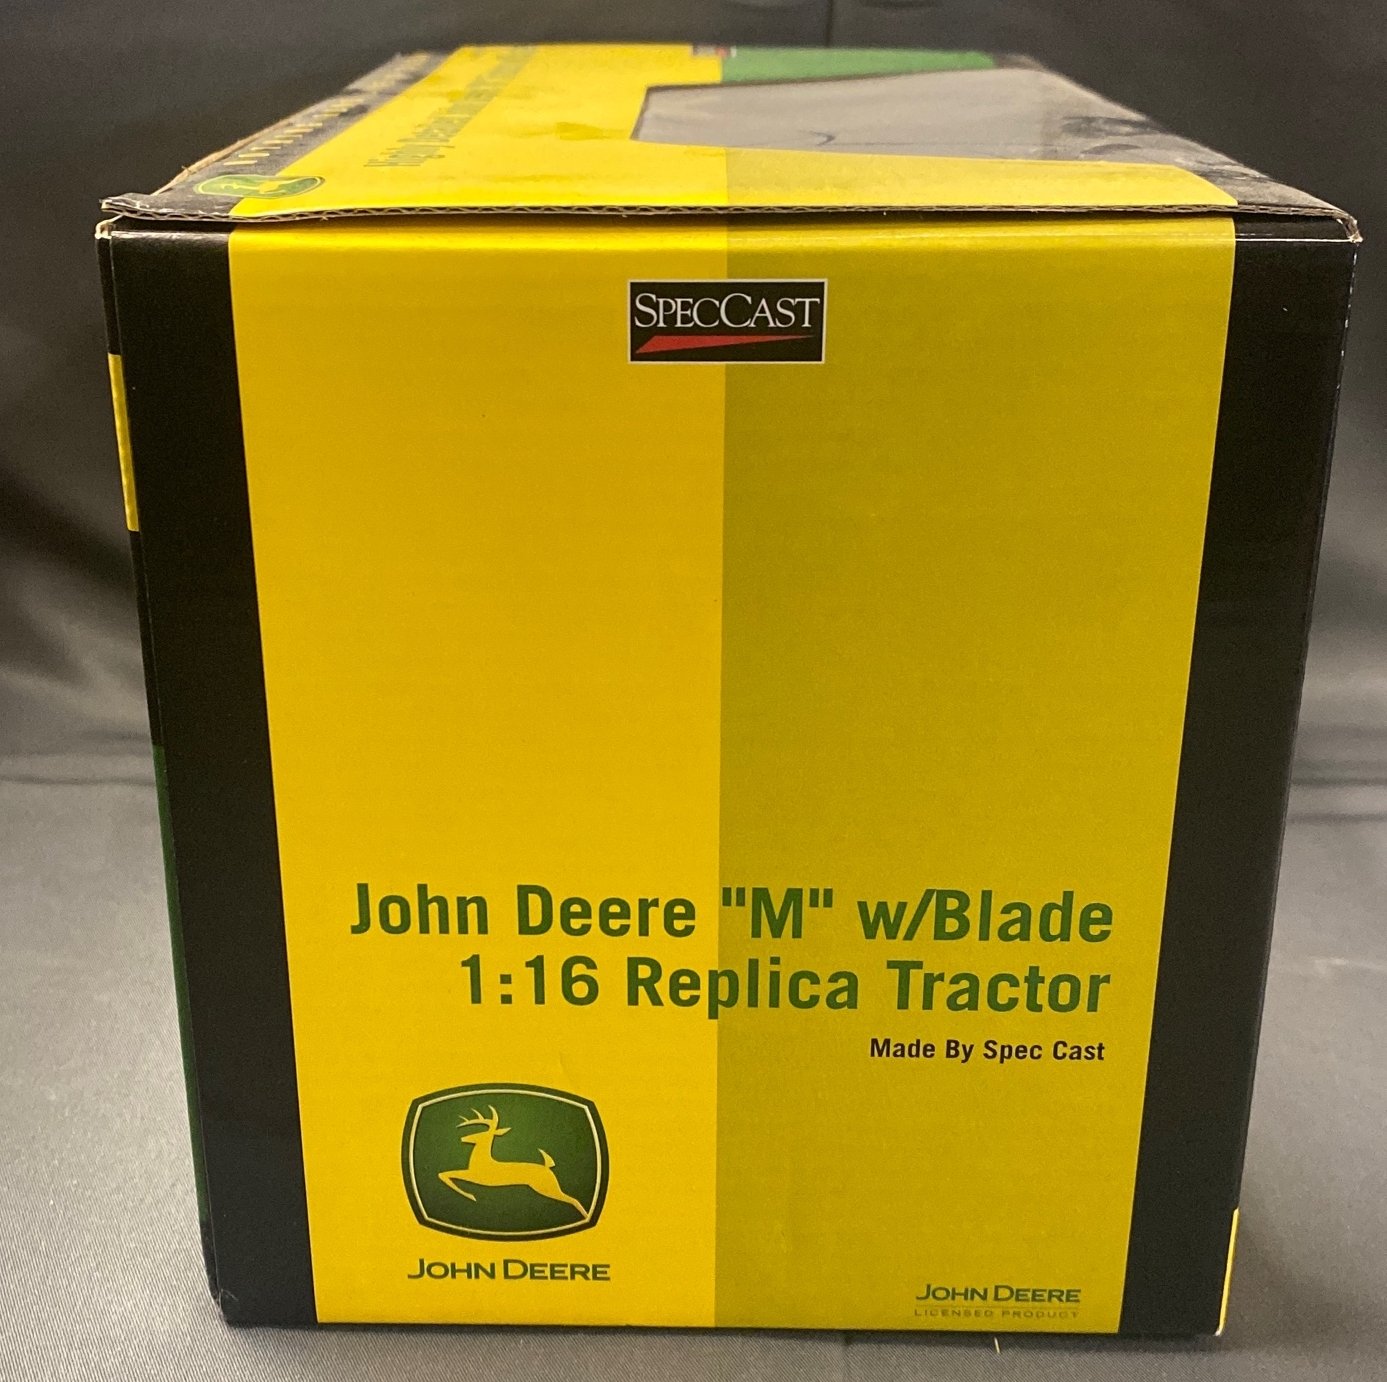 SPECCAST
John Deere "M" w/Blade
1:16 Replica Tractor
Made By Spec Cast
JOHN DEERE
JOHN DEERE
LICENSED PRODUCT